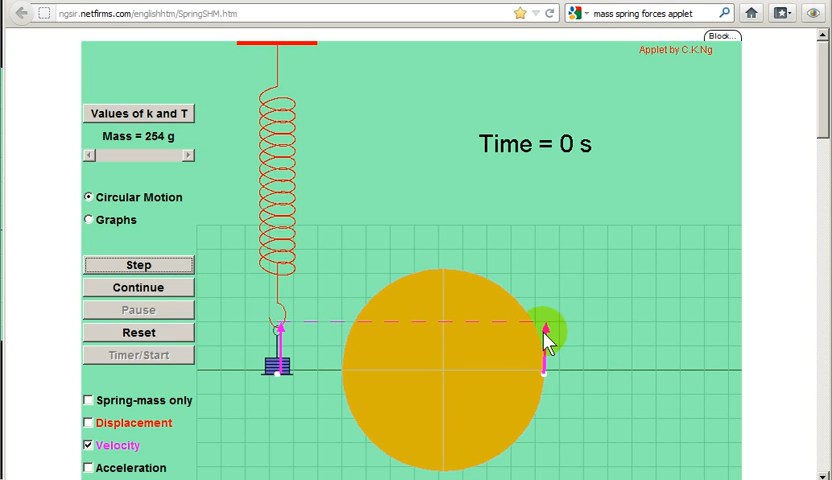 ngsir.netfirms.com/englishhtm/SpringSHM.htm
mass spring forces applet
Block...
Applet by C.K.Ng
Values of k and T
Mass = 254 g
Time = 0 s
Circular Motion
Graphs
Step
Continue
Pause
Reset
Timer/Start
Spring-mass only
Displacement
Velocity
Acceleration